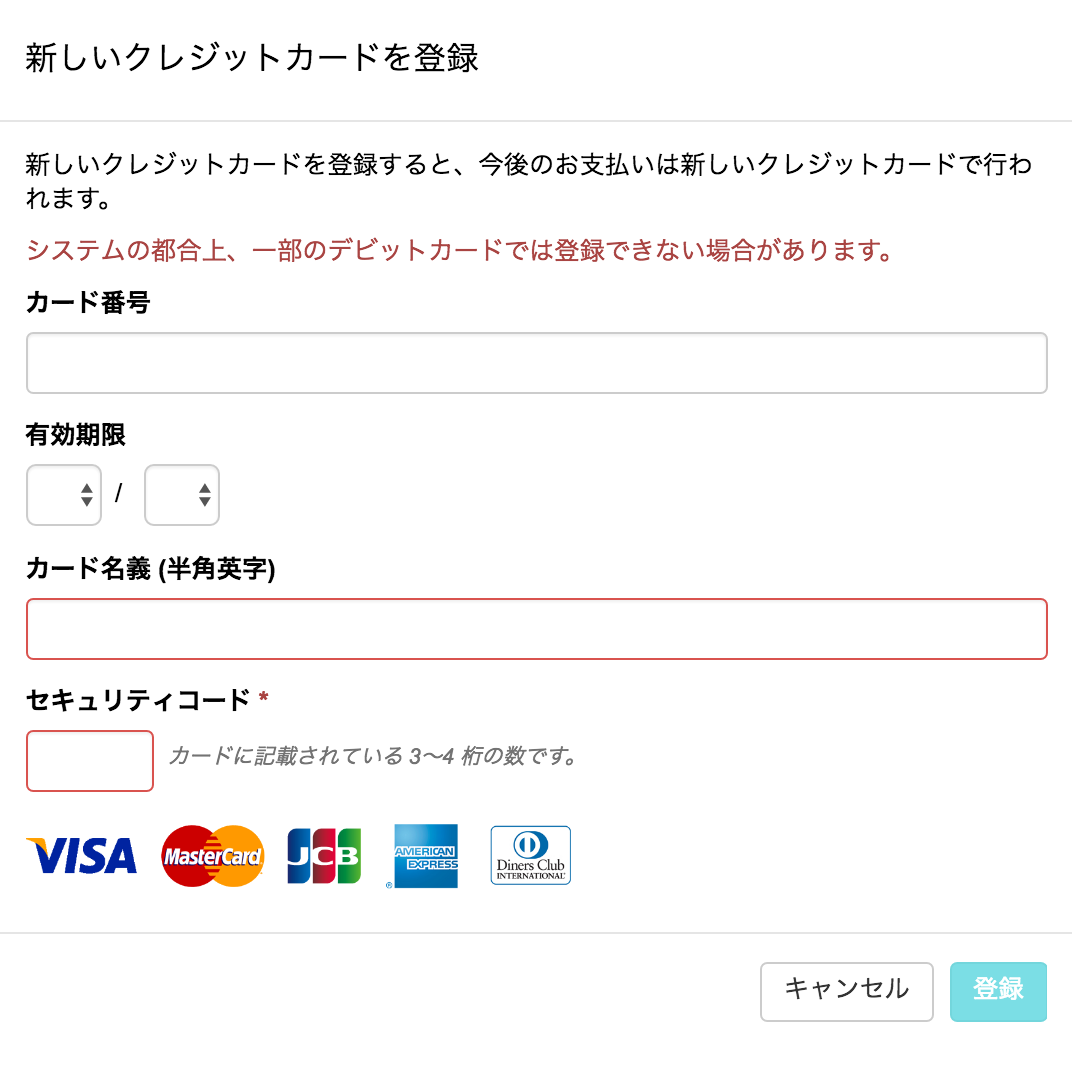 新しいクレジットカードを登録
新しいクレジットカードを登録すると、今後のお支払いは新しいクレジットカードで行わ
れます。
システムの都合上、一部のデビットカードでは登録できない場合があります。
カード番号
有効期限
/
カード名義 (半角英字)
セキュリティコード *
カードに記載されている 3〜4 桁の数です。
VISA MasterCard JCB AMERICAN EXPRESS ® Diners Club INTERNATIONAL
キャンセル 登録